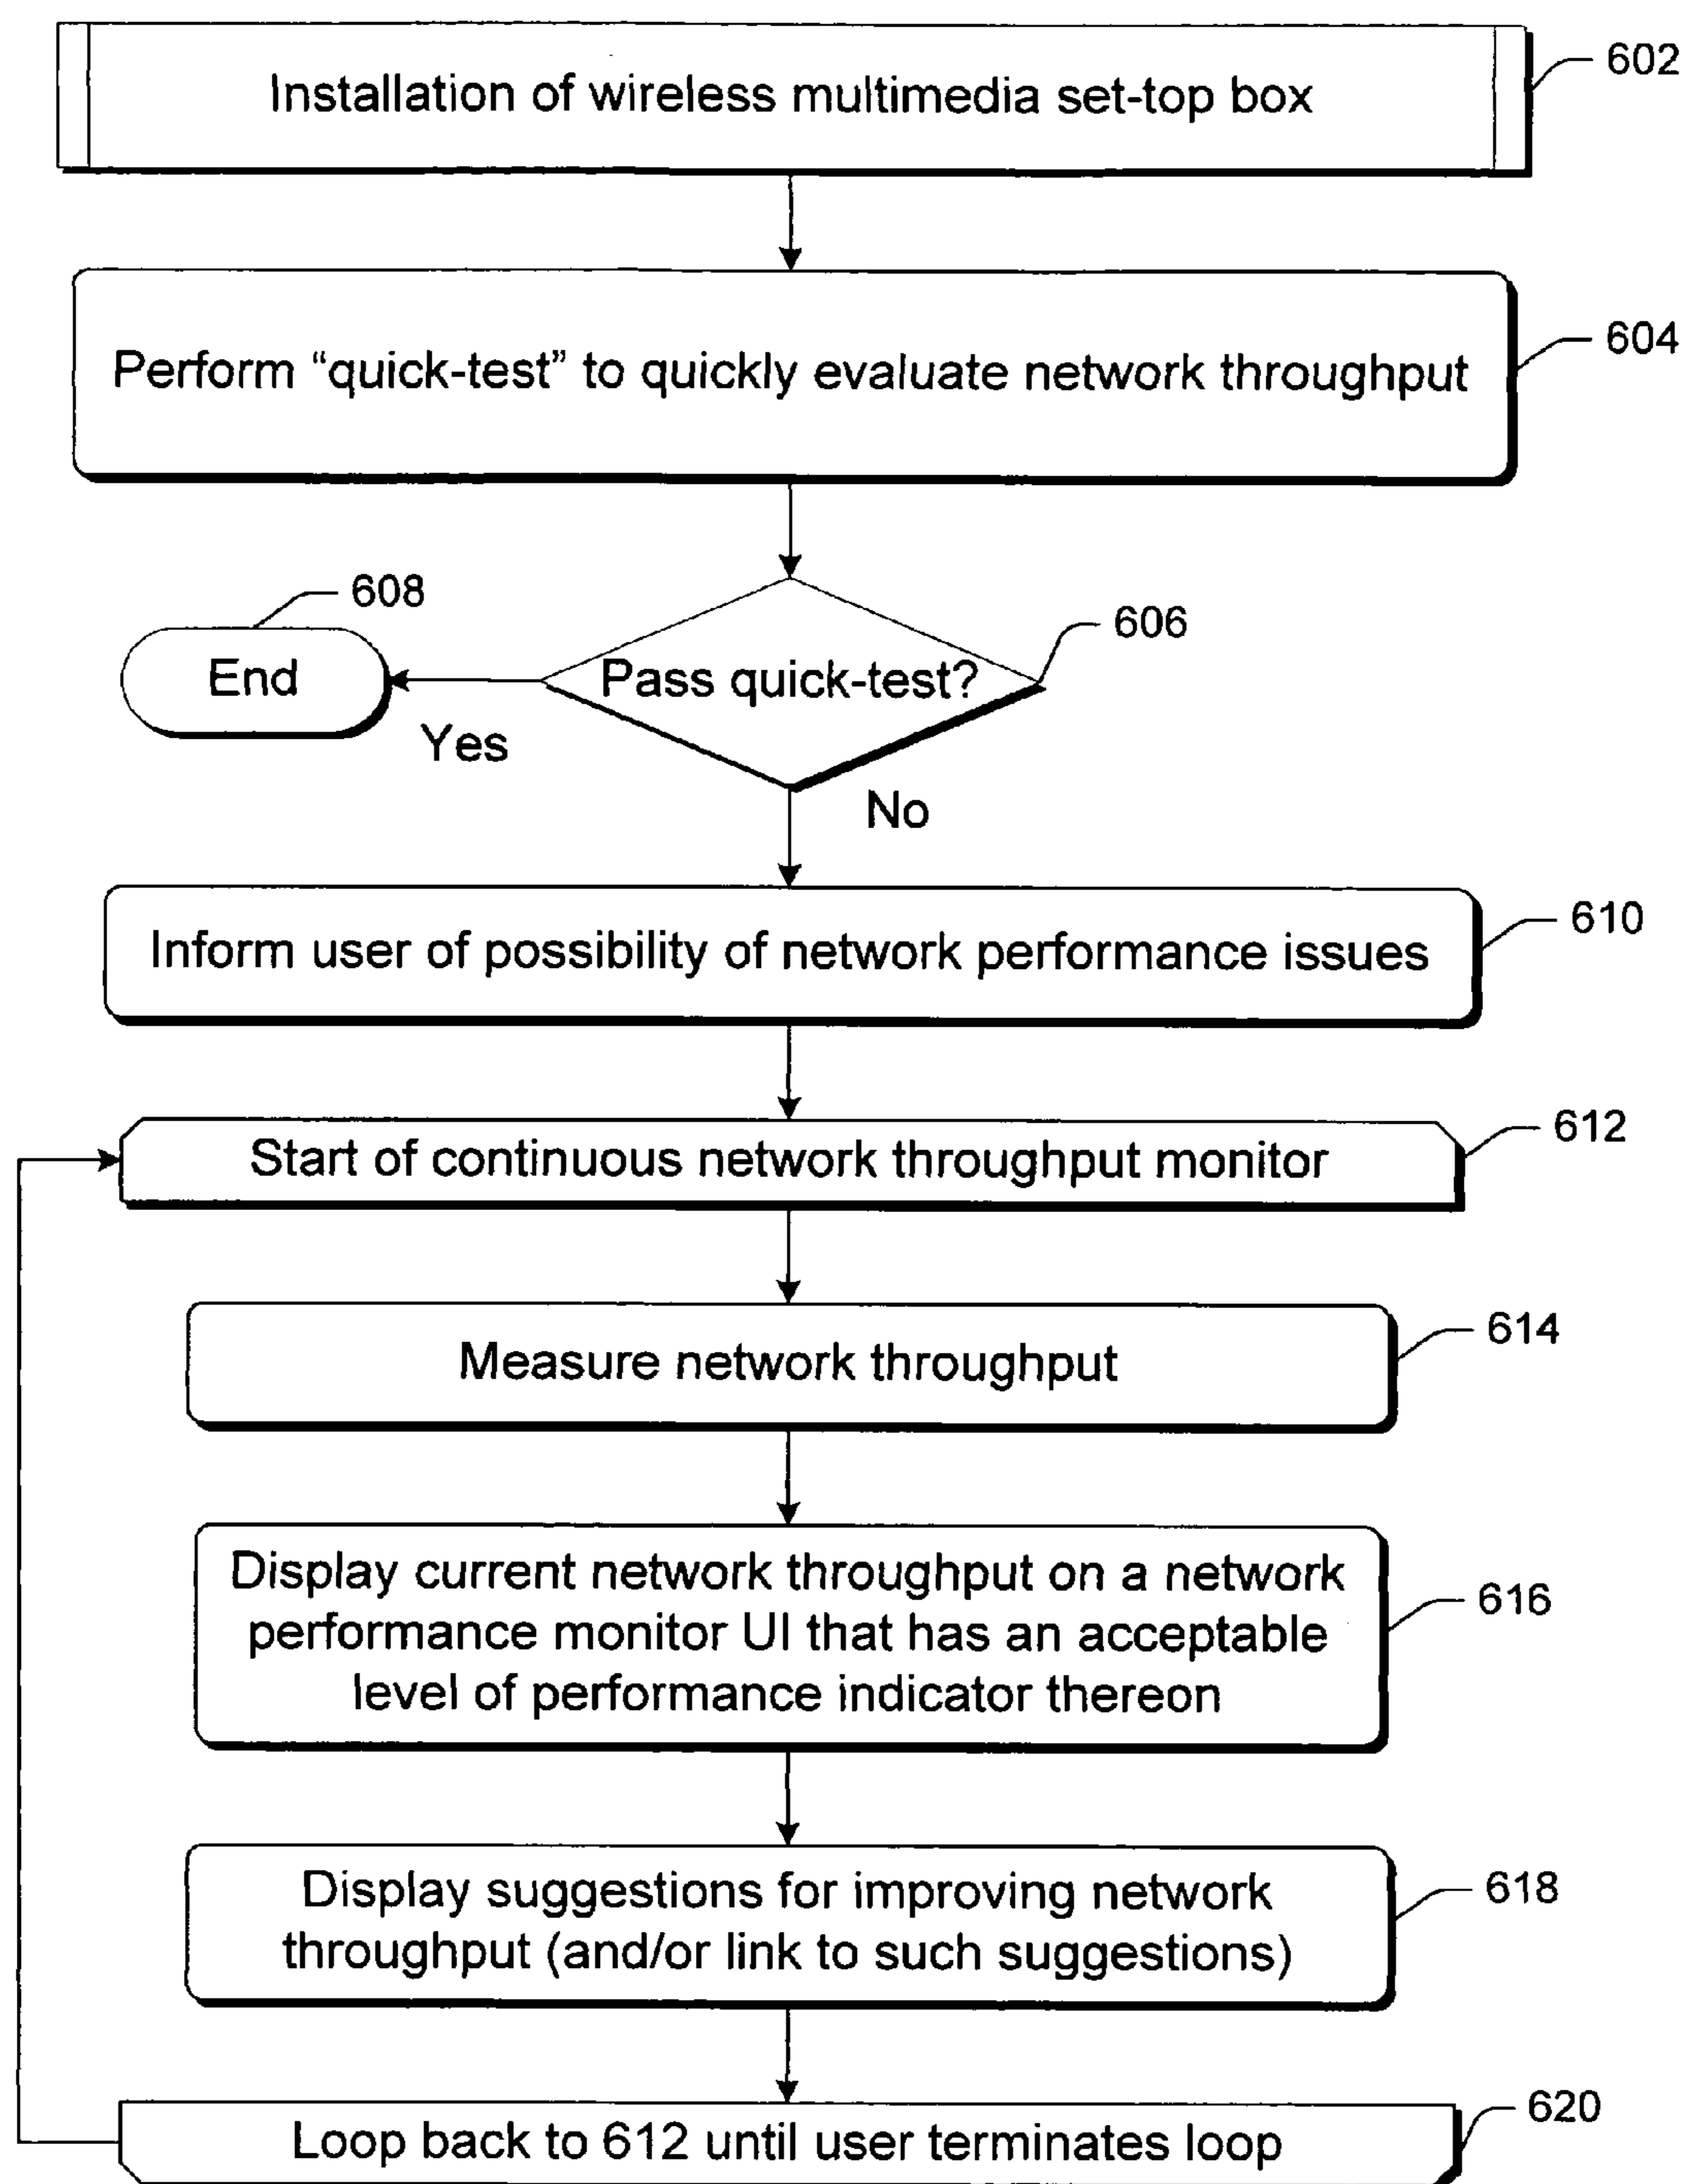 Installation of wireless multimedia set-top box
602
Perform “quick-test” to quickly evaluate network throughput
604
608
End
Pass quick-test?
606
Yes
No
Inform user of possibility of network performance issues
610
Start of continuous network throughput monitor
612
Measure network throughput
614
Display current network throughput on a network
performance monitor UI that has an acceptable
level of performance indicator thereon
616
Display suggestions for improving network
throughput (and/or link to such suggestions)
618
Loop back to 612 until user terminates loop
620